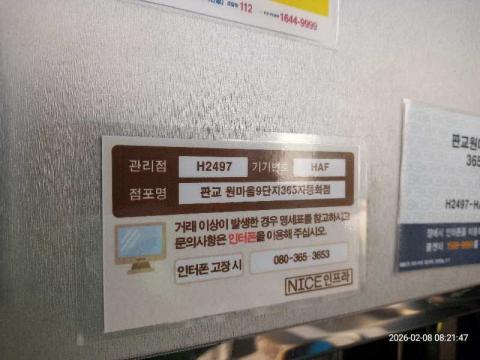 112
1644-9999
관리점 H2497 기기번호 HAF
점포명 판교 원마을9단지365자동화점
거래 이상이 발생한 경우 명세표를 참고하시고
문의사항은 인터폰을 이용해 주십시오.
인터폰 고장 시 080-365-3653
NICE인프라
판교원마
365
H2497-HA
2026-02-08 08:21:47